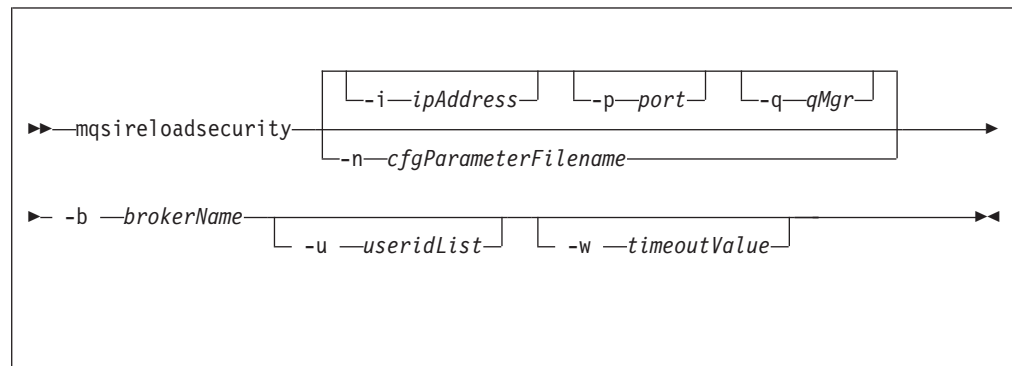 -i ipAddress -p port -q qMgr
mqsireloadsecurity
-n cfgParameterFilename
-b brokerName
-u useridList -w timeoutValue